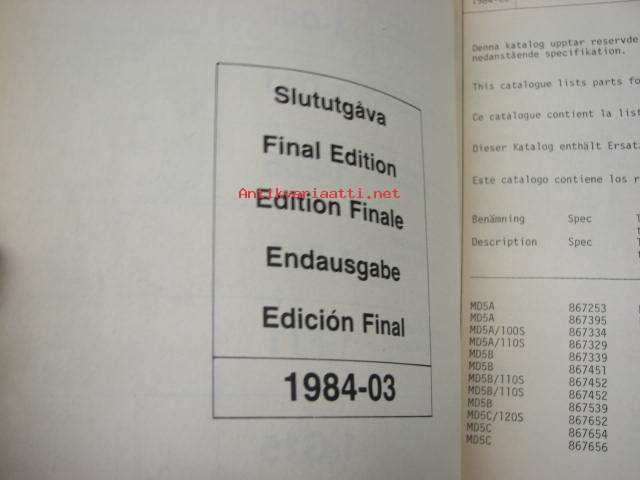 Slututgåva
Final Edition
Antikvariaatti.net
Edition Finale
Endausgabe
Edición Final
1984-03
1984-03
Denna katalog upptar reservde
nedanstående specifikation.
This catalogue lists parts fo
Ce catalogue contient la list
Dieser Katalog enthält Ersat
Este catalogo contiene los r
Benämning Spec
Description Spec
MD5A 867253
MD5A 867395
MD5A/100S 867334
MD5A/110S 867329
MD5B 867339
MD5B 867451
MD5B/110S 867452
MD5B/110S 867452
MD5B 867539
MD5C/120S 867652
MD5C 867654
MD5C 867656